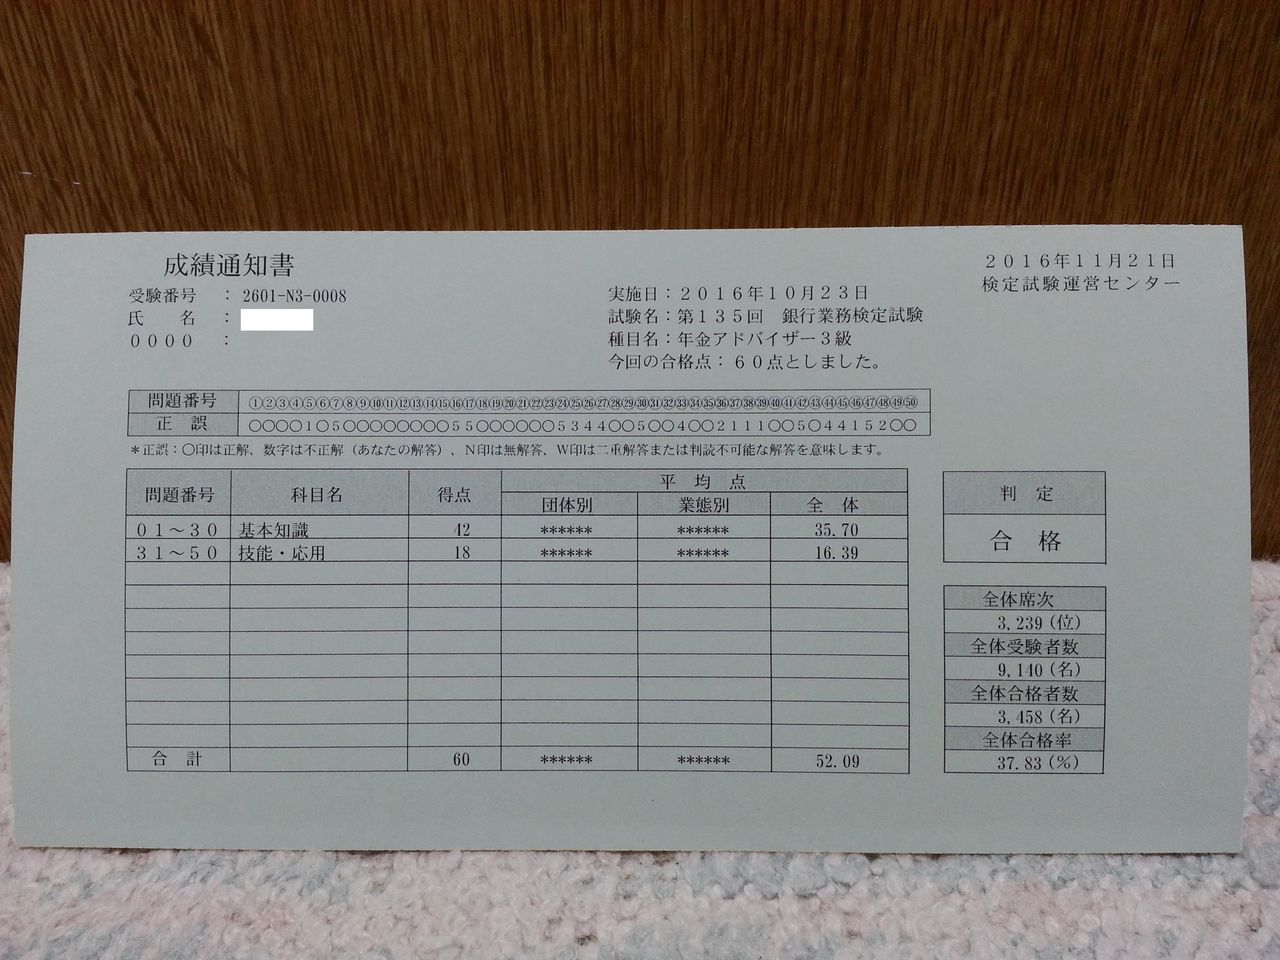 成績通知書
２０１６年１１月２１日
検定試験運営センター
受験番号 ： 2601-N3-0008
氏　名 ：
００００ ：
実施日：２０１６年１０月２３日
試験名：第１３５回　銀行業務検定試験
種目名：年金アドバイザー３級
今回の合格点：６０点としました。
問題番号 ①②③④⑤⑥⑦⑧⑨⑩⑪⑫⑬⑭⑮⑯⑰⑱⑲⑳㉑㉒㉓㉔㉕㉖㉗㉘㉙㉚㉛㉜㉝㉞㉟㊱㊲㊳㊴㊵㊶㊷㊸㊹㊺㊻㊼㊽㊾㊿
正　誤 ○○○○１○５○○○○○○○○５５○○○○○○５３４４○○５○○４○○２１１１○○５○４４１５２○○
＊正誤：○印は正解、数字は不正解（あなたの解答）、Ｎ印は無解答、Ｗ印は二重解答または判読不可能な解答を意味します。
問題番号 科目名 得点 平　均　点
団体別 業態別 全　体
０１～３０ 基本知識 42 ****** ****** 35.70
３１～５０ 技能・応用 18 ****** ****** 16.39
合　計 60 ****** ****** 52.09
判　定
合　格
全体席次
3,239（位）
全体受験者数
9,140（名）
全体合格者数
3,458（名）
全体合格率
37.83（％）